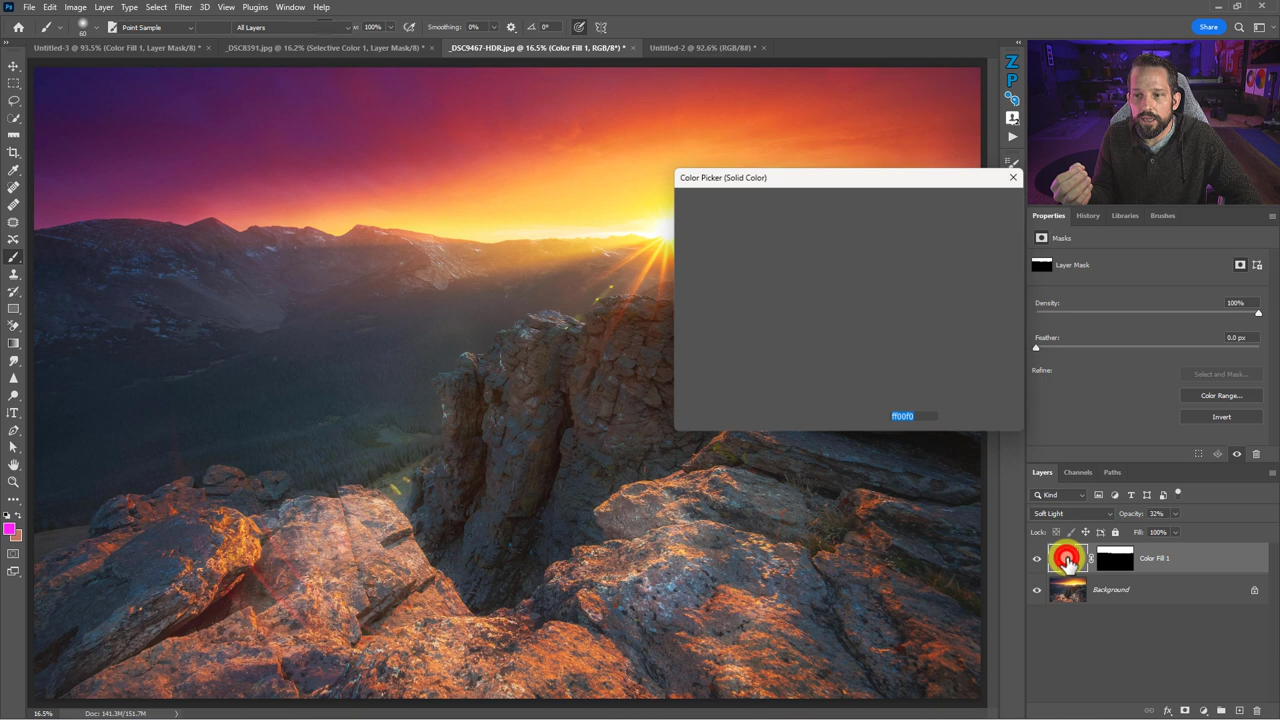 Ps File Edit Image Layer Type Select Filter 3D View Plugins Window Help
60 Point Sample All Layers 100% Smoothing: 0% 0° Share
Untitled-3 @ 93.5% (Color Fill 1, Layer Mask/8) * × _DSC8391.jpg @ 16.2% (Selective Color 1, Layer Mask/8) * × _DSC9467-HDR.jpg @ 16.5% (Color Fill 1, RGB/8*) * × Untitled-2 @ 92.6% (RGB/8#) * ×
Z
P
Color Picker (Solid Color)
ff00f0
Properties History Libraries Brushes
Masks
Layer Mask
Density: 100%
Feather: 0.0 px
Refine: Select and Mask...
Color Range...
Invert
Layers Channels Paths
Kind
Soft Light Opacity: 32%
Lock: Fill: 100%
Color Fill 1
Background
fx
16.5% Doc: 141.3M/151.7M